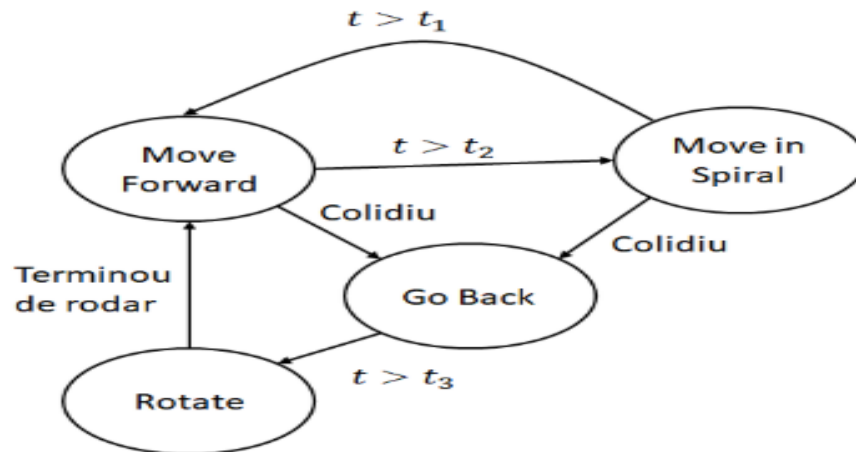 t > t₁
Move
Forward
t > t₂
Move in
Spiral
Colidiu
Colidiu
Terminou
de rodar
Go Back
t > t₃
Rotate